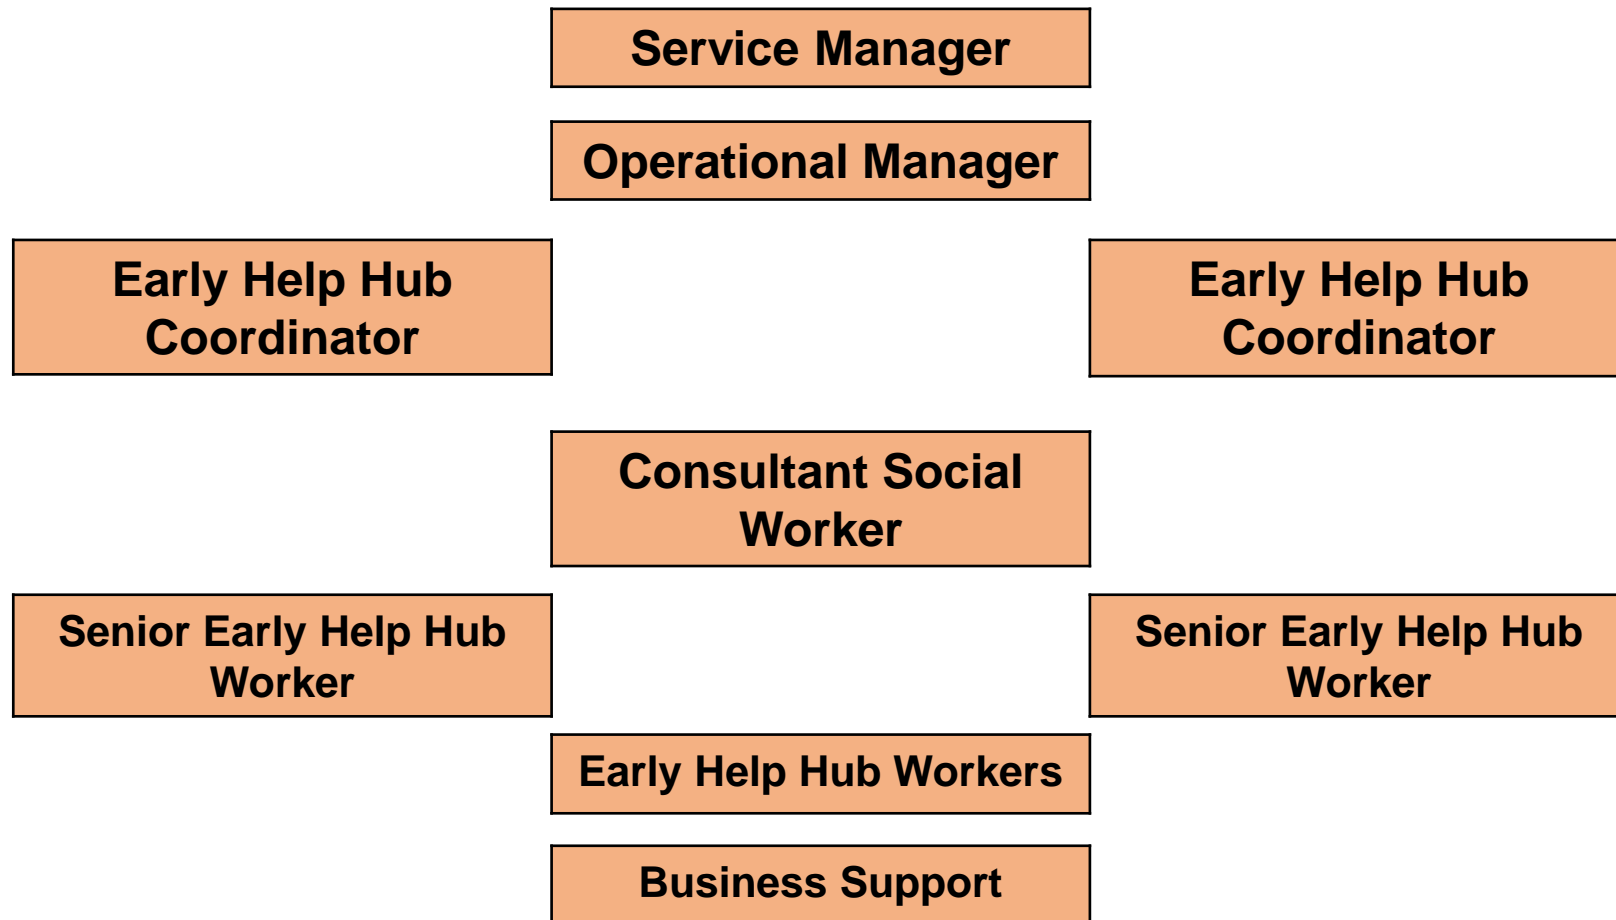 Service Manager
Operational Manager
Early Help Hub
Coordinator
Early Help Hub
Coordinator
Consultant Social
Worker
Senior Early Help Hub
Worker
Senior Early Help Hub
Worker
Early Help Hub Workers
Business Support